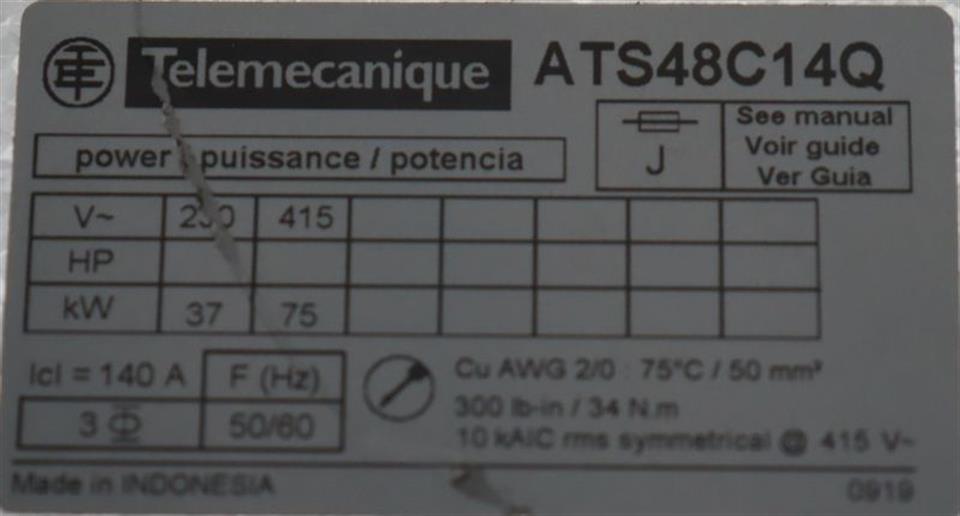 Telemecanique ATS48C14Q
J See manual
Voir guide
Ver Guia
power / puissance / potencia
V~ 230 415
HP
kW 37 75
Icl = 140 A F (Hz)
3 Φ 50/60
Cu AWG 2/0 : 75°C / 50 mm²
300 lb-in / 34 N.m
10 kAIC rms symmetrical @ 415 V~
Made in INDONESIA 0919